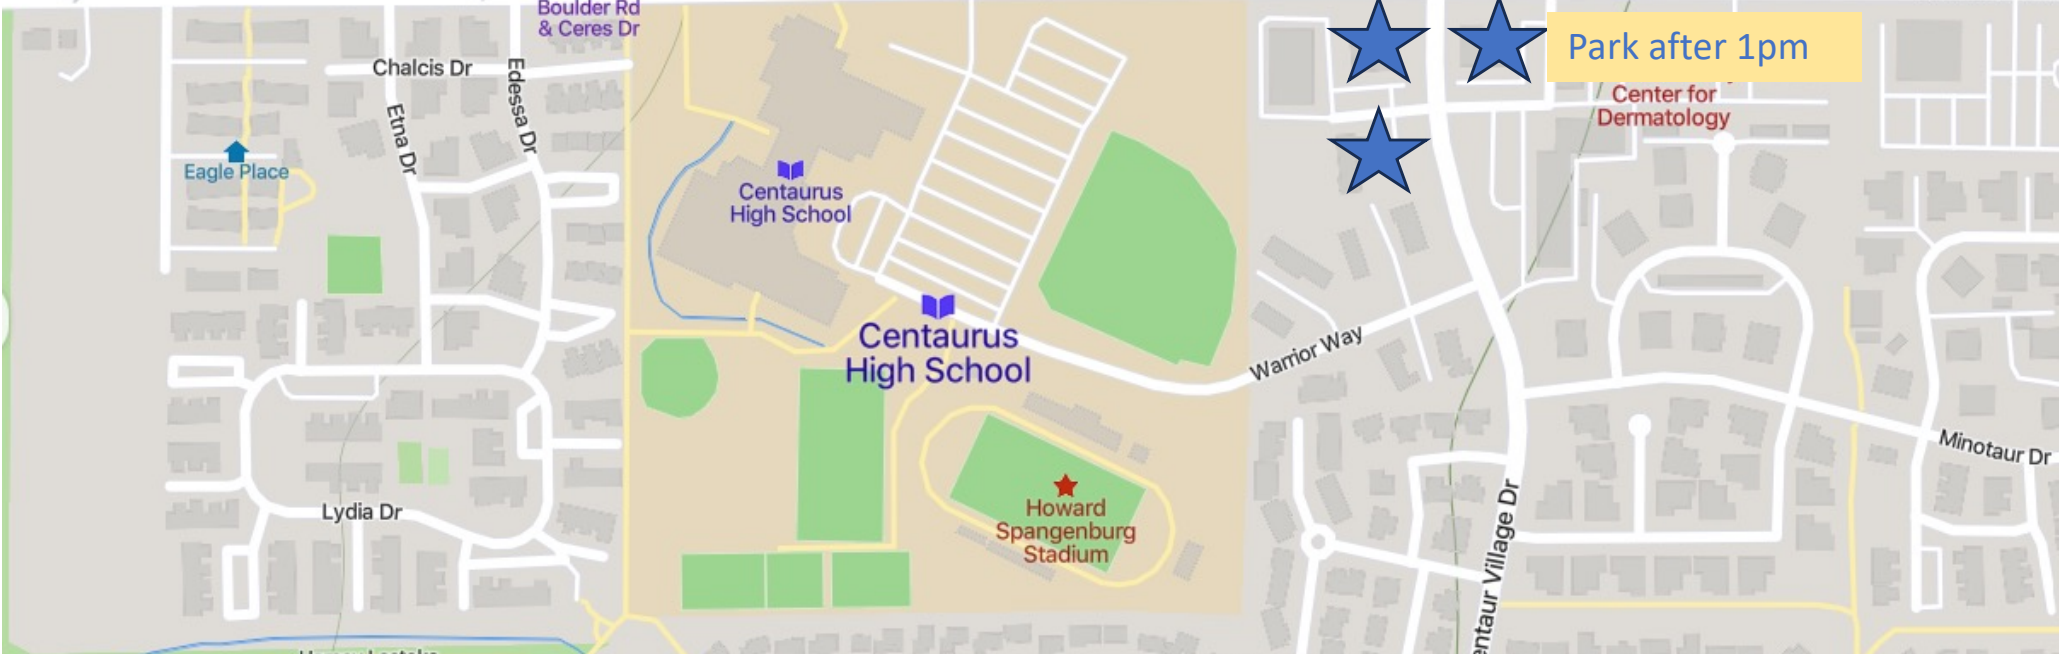 Boulder Rd
& Ceres Dr
Park after 1pm
Chalcis Dr
Edessa Dr
Etna Dr
Center for
Dermatology
Eagle Place
Centaurus
High School
Centaurus
High School
Warrior Way
Minotaur Dr
Howard
Spangenburg
Stadium
Lydia Dr
entaur Village Dr